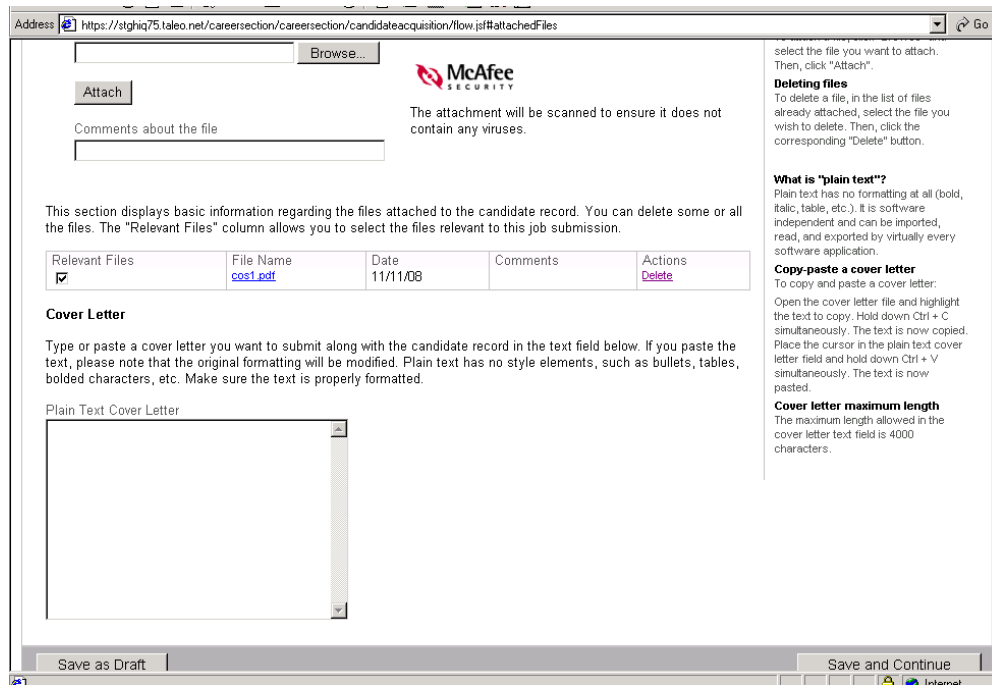 Address https://stghiq75.taleo.net/careersection/careersection/candidateacquisition/flow.jsf#attachedFiles Go
Browse...
Attach
McAfee
SECURITY
The attachment will be scanned to ensure it does not
contain any viruses.
Comments about the file
This section displays basic information regarding the files attached to the candidate record. You can delete some or all
the files. The "Relevant Files" column allows you to select the files relevant to this job submission.
Relevant Files File Name Date Comments Actions
cos1.pdf 11/11/08 Delete
Cover Letter
Type or paste a cover letter you want to submit along with the candidate record in the text field below. If you paste the
text, please note that the original formatting will be modified. Plain text has no style elements, such as bullets, tables,
bolded characters, etc. Make sure the text is properly formatted.
Plain Text Cover Letter
Save as Draft
Save and Continue
select the file you want to attach.
Then, click "Attach".
Deleting files
To delete a file, in the list of files
already attached, select the file you
wish to delete. Then, click the
corresponding "Delete" button.
What is "plain text"?
Plain text has no formatting at all (bold,
italic, table, etc.). It is software
independent and can be imported,
read, and exported by virtually every
software application.
Copy-paste a cover letter
To copy and paste a cover letter:
Open the cover letter file and highlight
the text to copy. Hold down Ctrl + C
simultaneously. The text is now copied.
Place the cursor in the plain text cover
letter field and hold down Ctrl + V
simultaneously. The text is now
pasted.
Cover letter maximum length
The maximum length allowed in the
cover letter text field is 4000
characters.
Internet